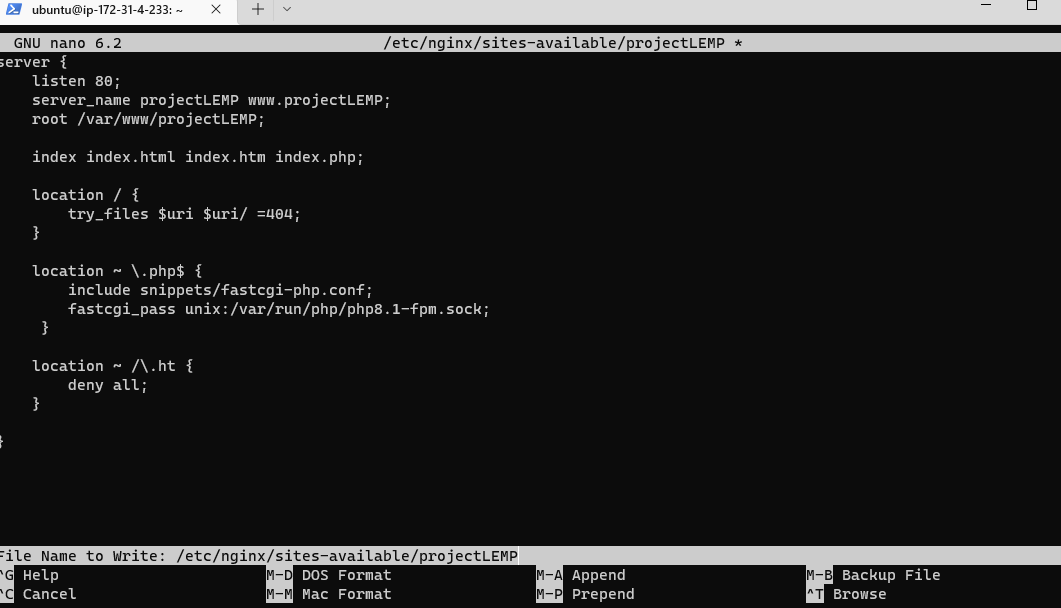 ubuntu@ip-172-31-4-233: ~
GNU nano 6.2 /etc/nginx/sites-available/projectLEMP *
server {
    listen 80;
    server_name projectLEMP www.projectLEMP;
    root /var/www/projectLEMP;

    index index.html index.htm index.php;

    location / {
        try_files $uri $uri/ =404;
    }

    location ~ \.php$ {
        include snippets/fastcgi-php.conf;
        fastcgi_pass unix:/var/run/php/php8.1-fpm.sock;
     }

    location ~ /\.ht {
        deny all;
    }

}
File Name to Write: /etc/nginx/sites-available/projectLEMP
^G Help M-D DOS Format M-A Append M-B Backup File
^C Cancel M-M Mac Format M-P Prepend ^T Browse